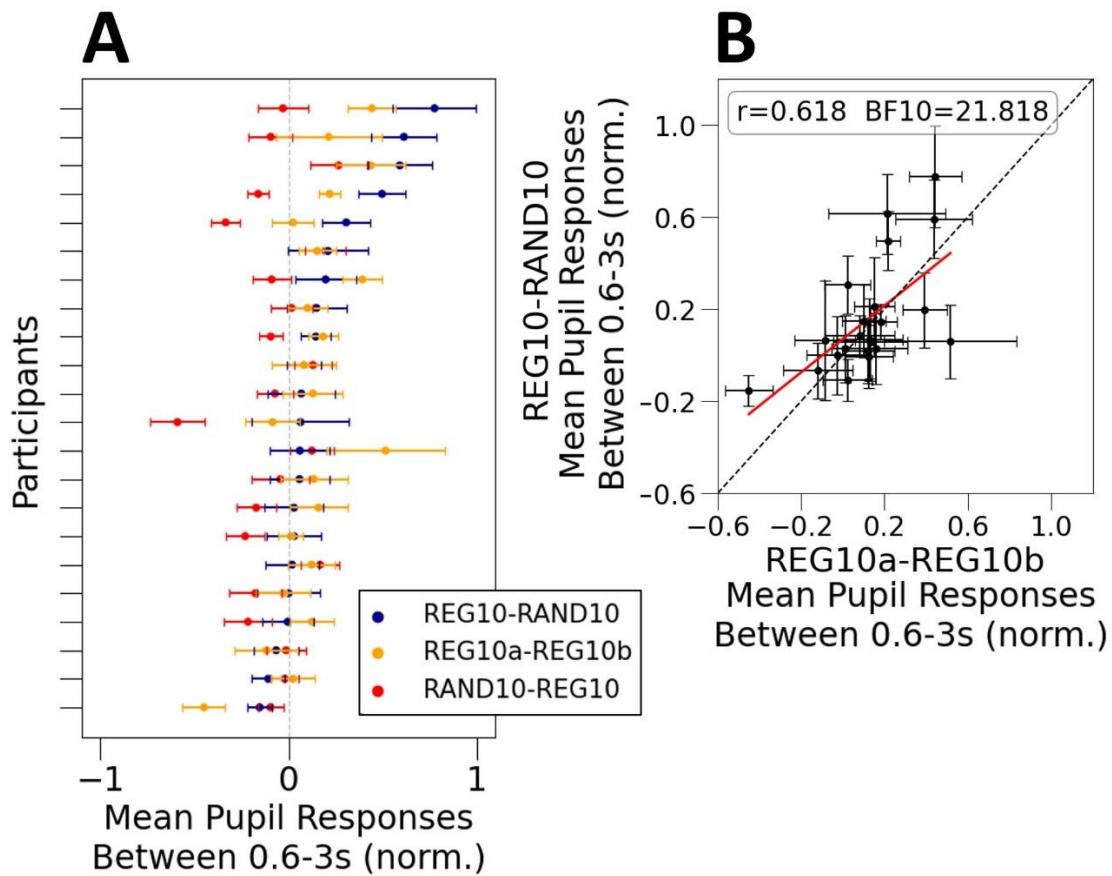 A
Participants
−1
0
1
Mean Pupil Responses
Between 0.6-3s (norm.)
REG10-RAND10
REG10a-REG10b
RAND10-REG10
B
r=0.618 BF10=21.818
REG10-RAND10
Mean Pupil Responses
Between 0.6-3s (norm.)
1.0
0.6
0.2
−0.2
−0.6
−0.6
−0.2
0.2
0.6
1.0
REG10a-REG10b
Mean Pupil Responses
Between 0.6-3s (norm.)